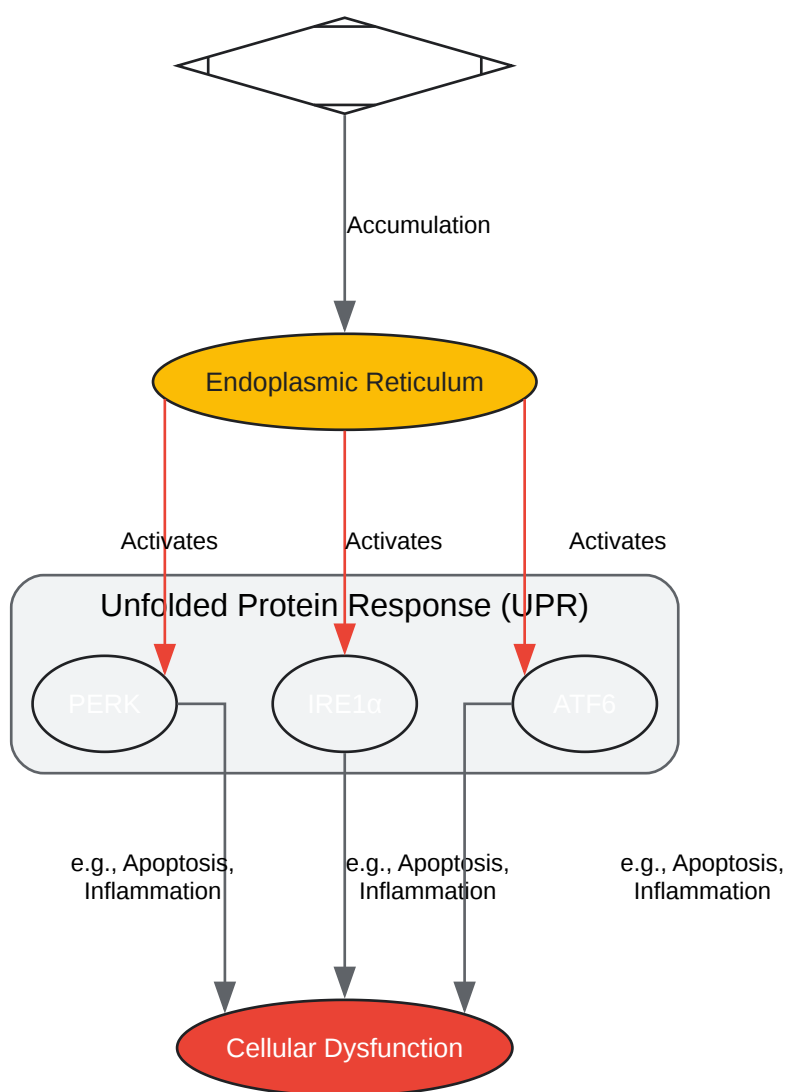 Accumulation
Endoplasmic Reticulum
Activates
Activates
Activates
Unfolded Protein Response (UPR)
PERK
IRE1α
ATF6
e.g., Apoptosis,
Inflammation
e.g., Apoptosis,
Inflammation
e.g., Apoptosis,
Inflammation
Cellular Dysfunction